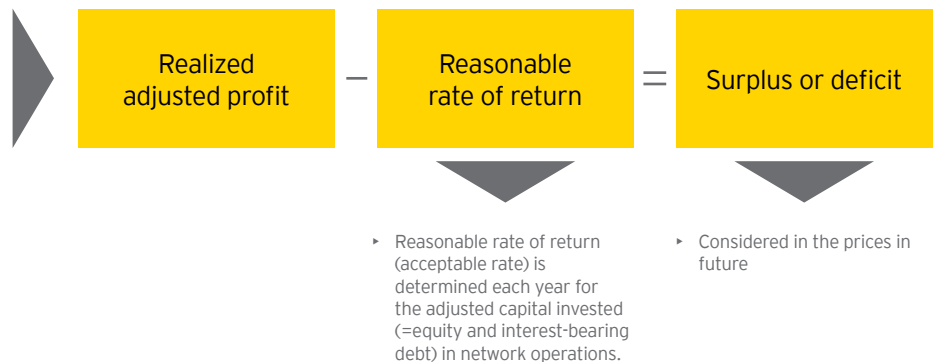 Realized
adjusted profit
–
Reasonable
rate of return
=
Surplus or deficit
‣ Reasonable rate of return
(acceptable rate) is
determined each year for
the adjusted capital invested
(=equity and interest-bearing
debt) in network operations.
‣ Considered in the prices in
future